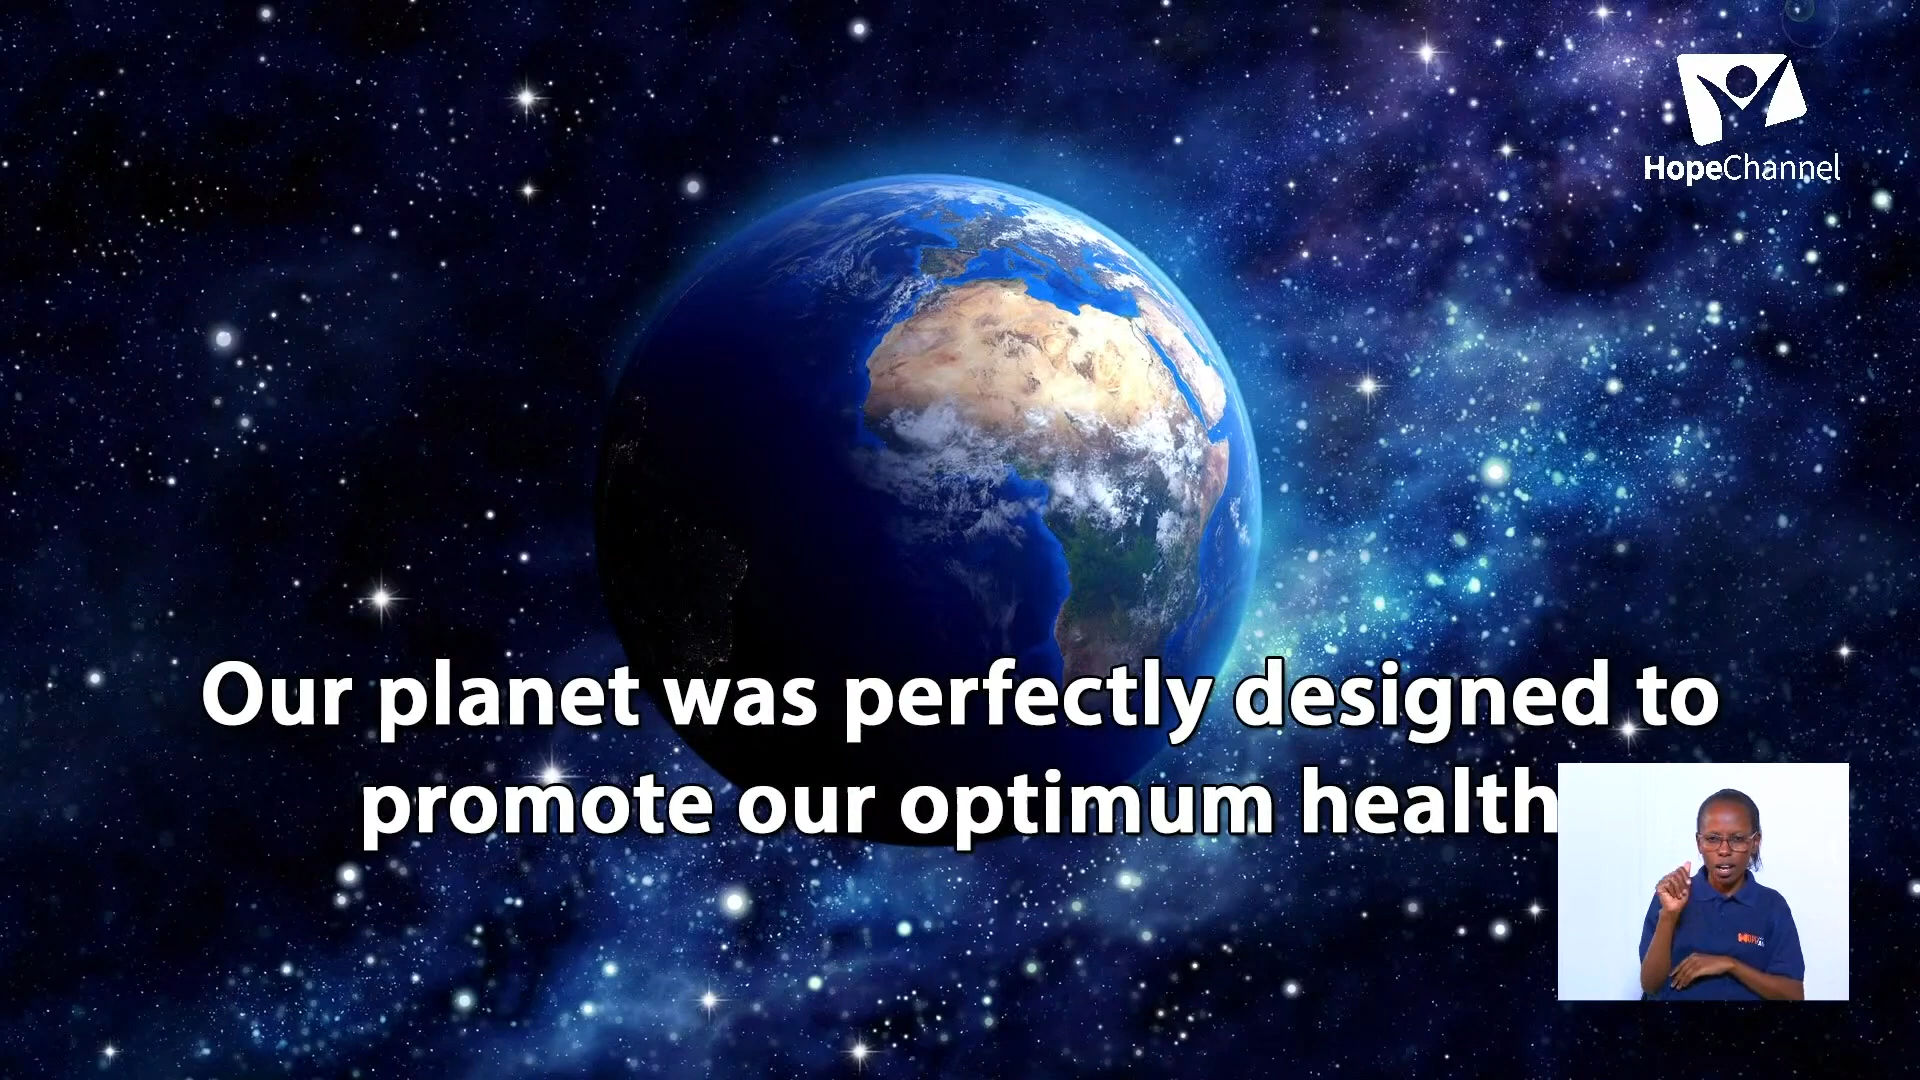 HopeChannel
Our planet was perfectly designed to
promote our optimum health